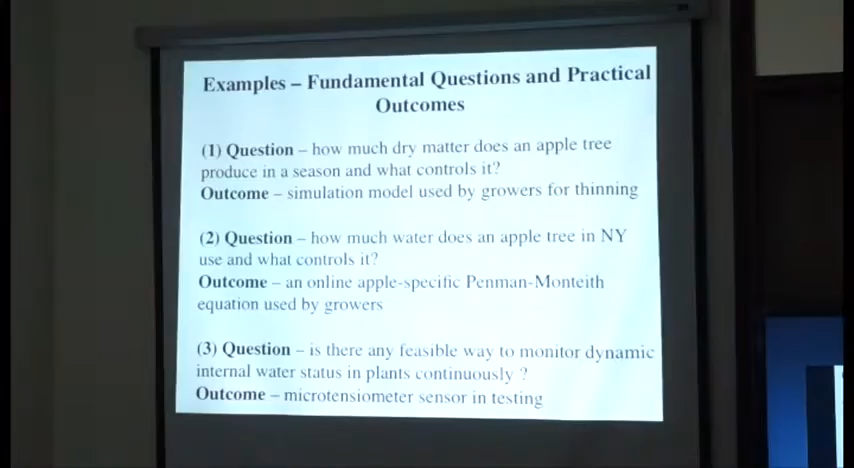 Examples – Fundamental Questions and Practical
Outcomes
(1) Question – how much dry matter does an apple tree
produce in a season and what controls it?
Outcome – simulation model used by growers for thinning
(2) Question – how much water does an apple tree in NY
use and what controls it?
Outcome – an online apple-specific Penman-Monteith
equation used by growers
(3) Question – is there any feasible way to monitor dynamic
internal water status in plants continuously ?
Outcome – microtensiometer sensor in testing